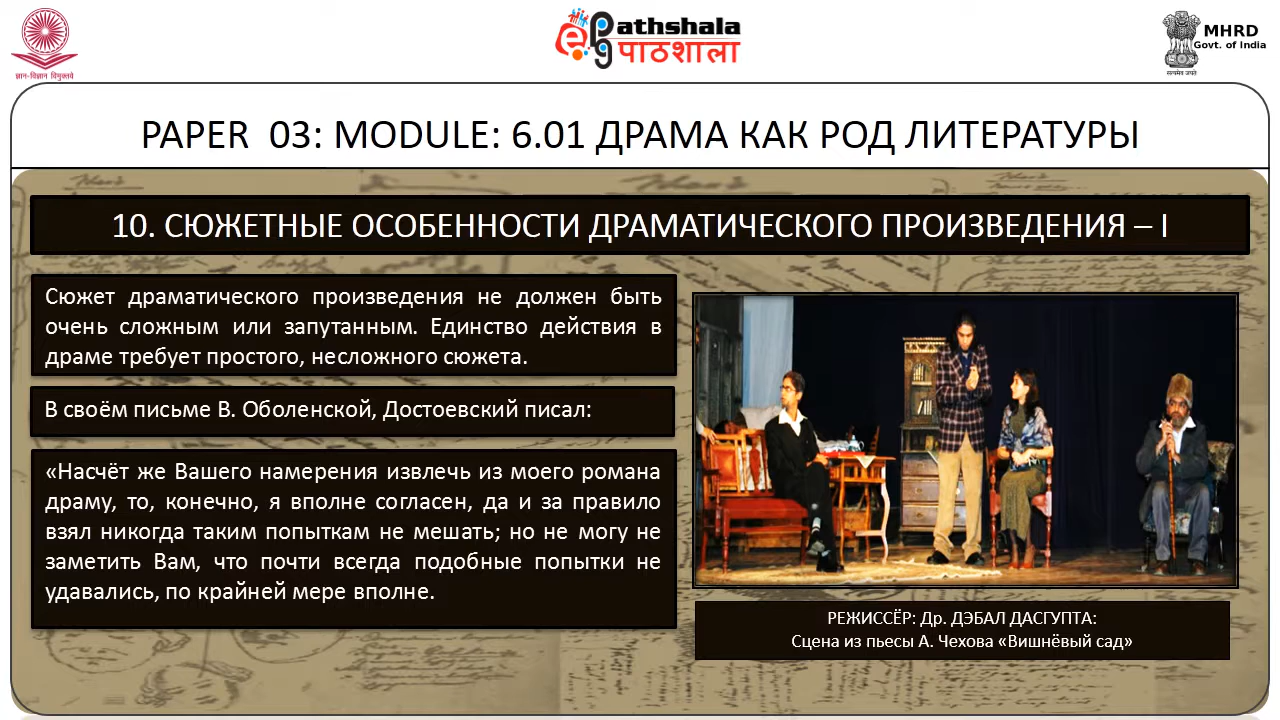 ज्ञान-विज्ञान विमुक्तये
ePathshala
पाठशाला
MHRD
Govt. of India
सत्यमेव जयते
PAPER 03: MODULE: 6.01 ДРАМА КАК РОД ЛИТЕРАТУРЫ
10. СЮЖЕТНЫЕ ОСОБЕННОСТИ ДРАМАТИЧЕСКОГО ПРОИЗВЕДЕНИЯ – I
Сюжет драматического произведения не должен быть
очень сложным или запутанным. Единство действия в
драме требует простого, несложного сюжета.
В своём письме В. Оболенской, Достоевский писал:
«Насчёт же Вашего намерения извлечь из моего романа
драму, то, конечно, я вполне согласен, да и за правило
взял никогда таким попыткам не мешать; но не могу не
заметить Вам, что почти всегда подобные попытки не
удавались, по крайней мере вполне.
РЕЖИССЁР: Др. ДЭБАЛ ДАСГУПТА:
Сцена из пьесы А. Чехова «Вишнёвый сад»